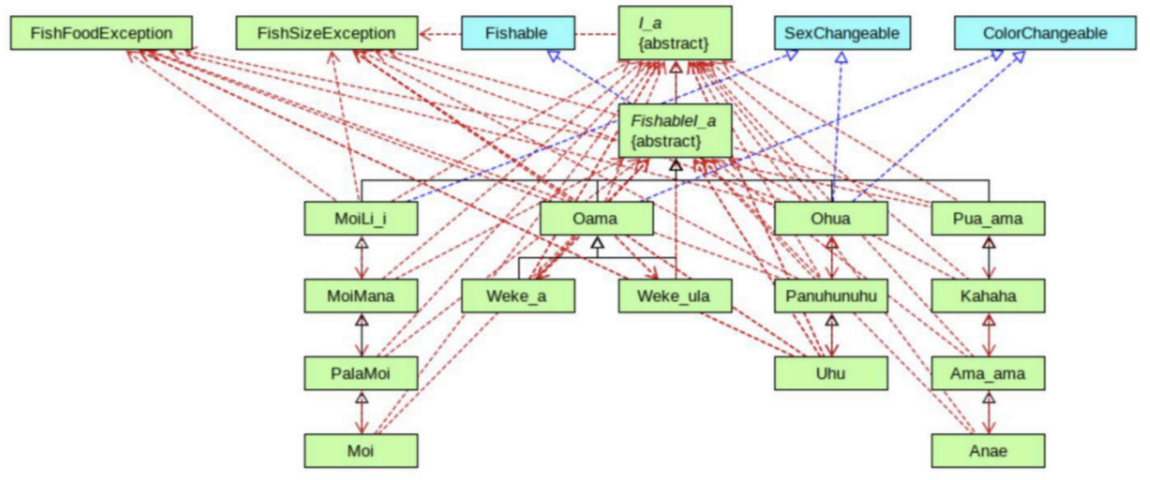 FishFoodException
FishSizeException
Fishable
I_a
{abstract}
SexChangeable
ColorChangeable
FishableI_a
{abstract}
MoiLi_i
Oama
Ohua
Pua_ama
MoiMana
Weke_a
Weke_ula
Panuhunuhu
Kahaha
PalaMoi
Uhu
Ama_ama
Moi
Anae